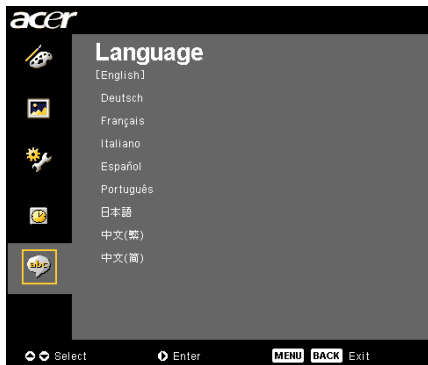 acer
Language
[English]
Deutsch
Français
Italiano
Español
Português
日本語
中文(繁)
中文(简)
abc
Select Enter MENU BACK Exit